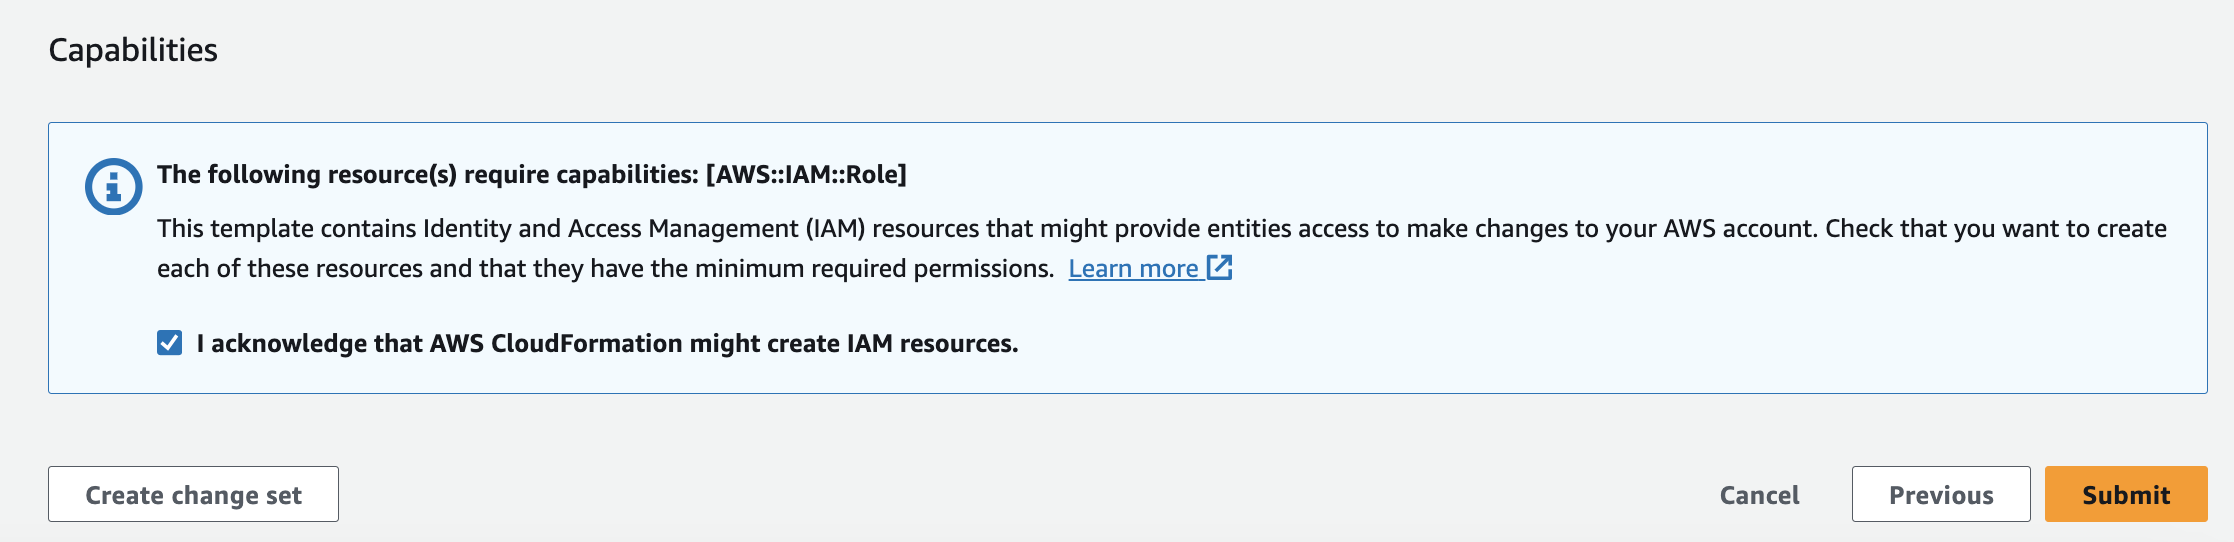 Capabilities
The following resource(s) require capabilities: [AWS::IAM::Role]
This template contains Identity and Access Management (IAM) resources that might provide entities access to make changes to your AWS account. Check that you want to create
each of these resources and that they have the minimum required permissions. Learn more
I acknowledge that AWS CloudFormation might create IAM resources.
Create change set Cancel Previous Submit